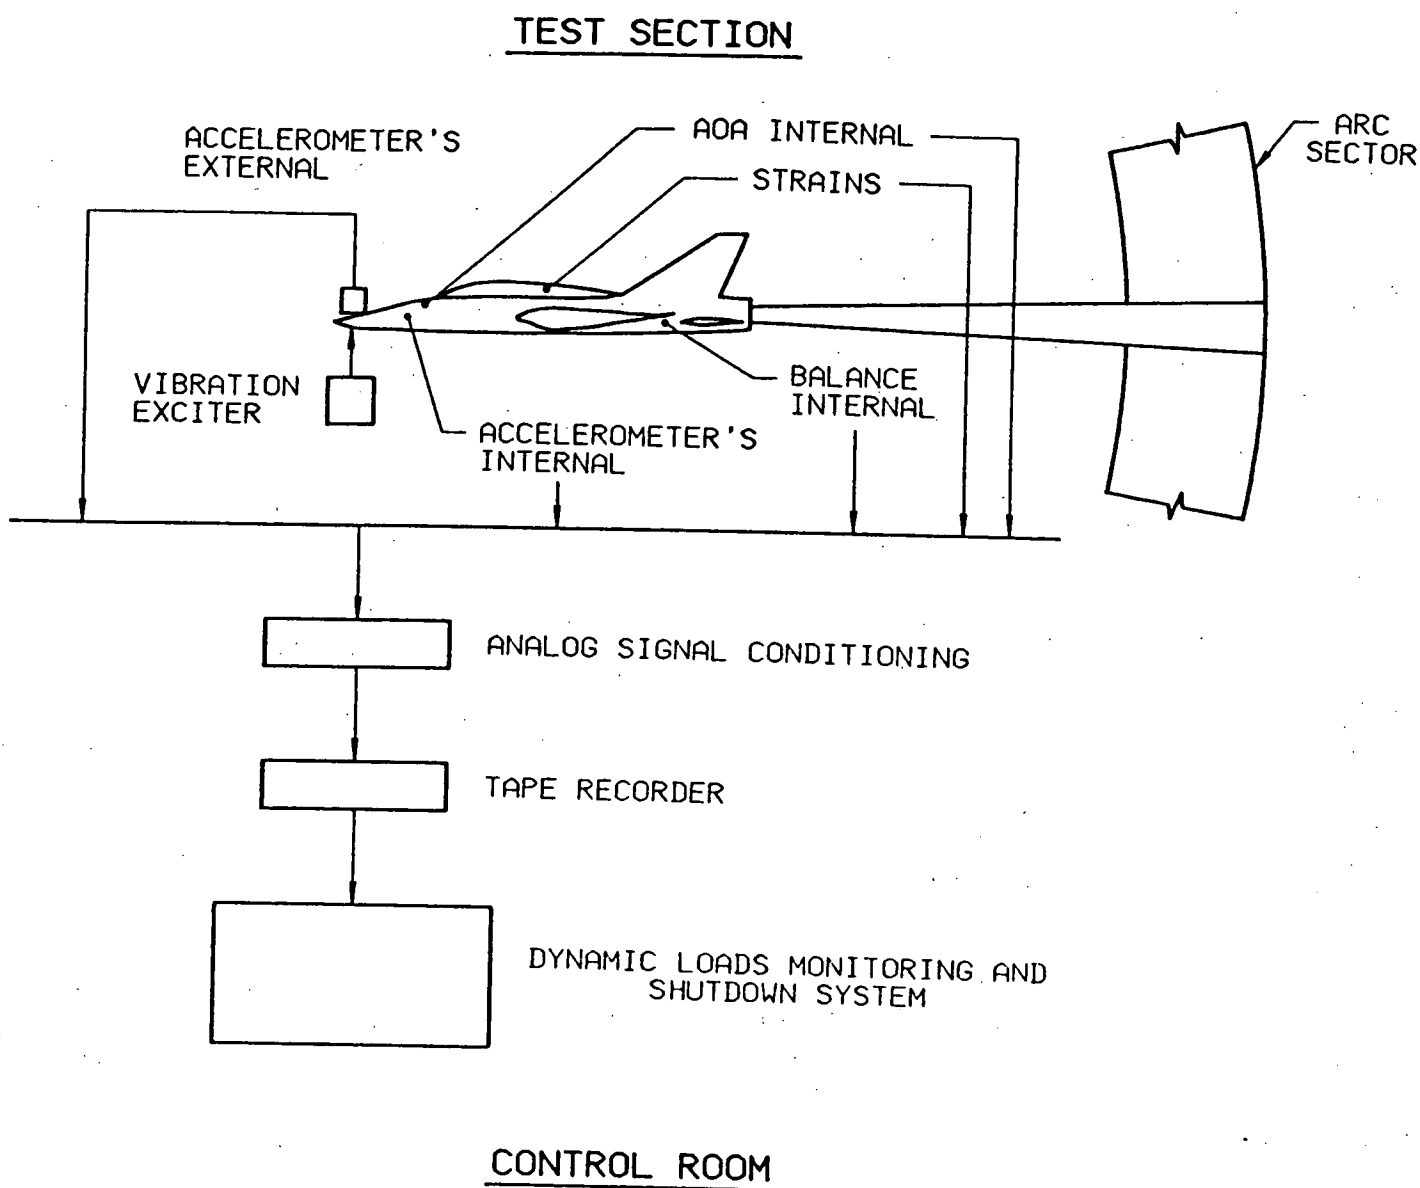 TEST SECTION
ACCELEROMETER'S
EXTERNAL
AOA INTERNAL
STRAINS
ARC
SECTOR
VIBRATION
EXCITER
BALANCE
INTERNAL
ACCELEROMETER'S
INTERNAL
ANALOG SIGNAL CONDITIONING
TAPE RECORDER
DYNAMIC LOADS MONITORING AND
SHUTDOWN SYSTEM
CONTROL ROOM